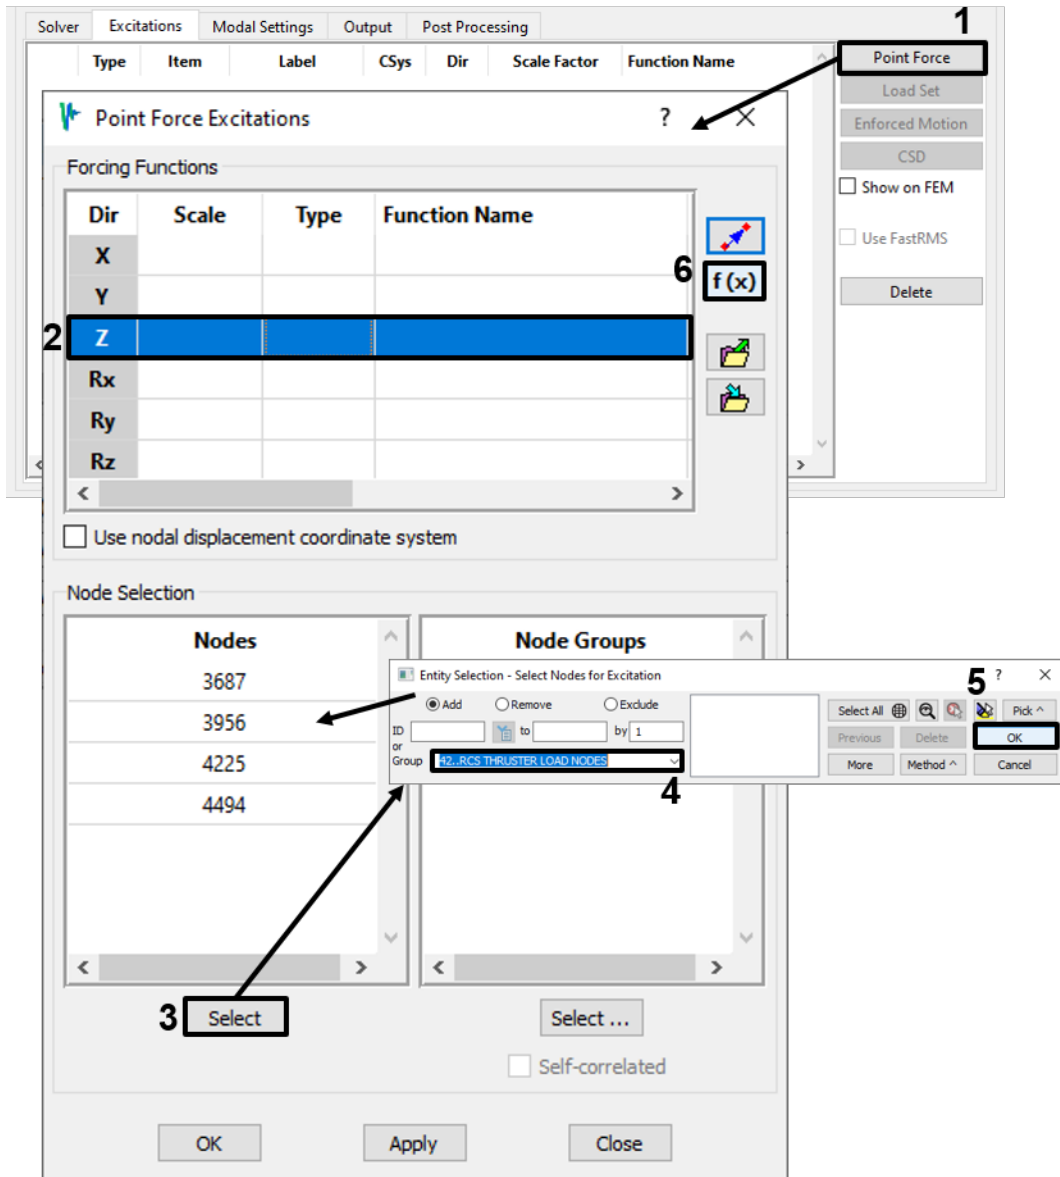 1
Solver Excitations Modal Settings Output Post Processing
Type Item Label CSys Dir Scale Factor Function Name
Point Force
Load Set
Enforced Motion
CSD
Show on FEM
Use FastRMS
Delete
Point Force Excitations ? X
Forcing Functions
Dir Scale Type Function Name
X
Y
2 Z
Rx
Ry
Rz
6 f (x)
Use nodal displacement coordinate system
Node Selection
Nodes
3687
3956
4225
4494
Node Groups
Entity Selection - Select Nodes for Excitation 5 ? X
Add Remove Exclude
ID to by 1
or
Group 42..RCS THRUSTER LOAD NODES
4
Select All Pick ^
Previous Delete OK
More Method ^ Cancel
3 Select Select ...
Self-correlated
OK Apply Close